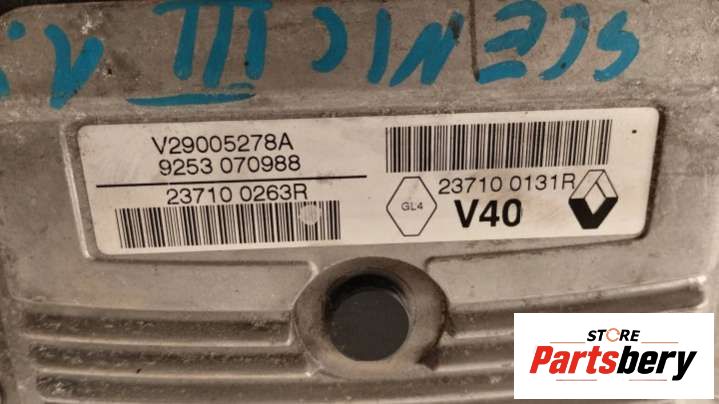 SCENIC III
V29005278A
9253 070988
23710 0263R
GL4
23710 0131R
V40
STORE
Partsbery